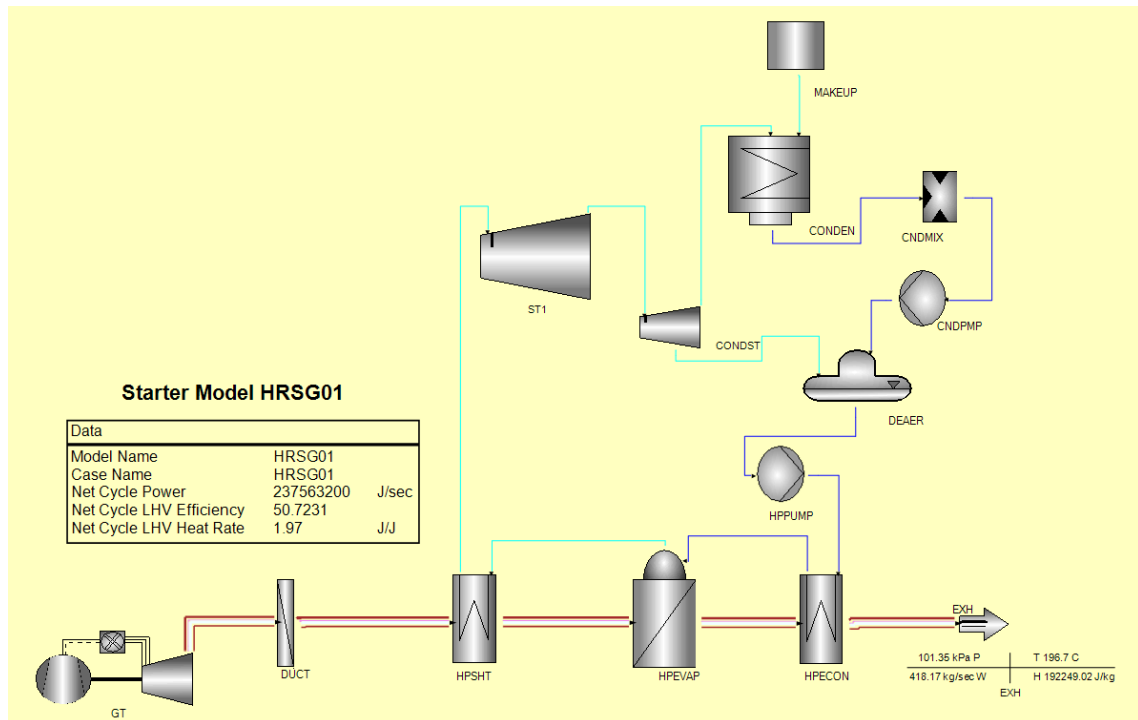 MAKEUP
CONDEN
CNDMIX
ST1
CNDPMP
CONDST
DEAER
Starter Model HRSG01
Data
Model Name HRSG01
Case Name HRSG01
Net Cycle Power 237563200 J/sec
Net Cycle LHV Efficiency 50.7231
Net Cycle LHV Heat Rate 1.97 J/J
HPPUMP
EXH
DUCT
HPSHT
HPEVAP
HPECON
101.35 kPa P T 196.7 C
418.17 kg/sec W H 192249.02 J/kg
EXH
GT